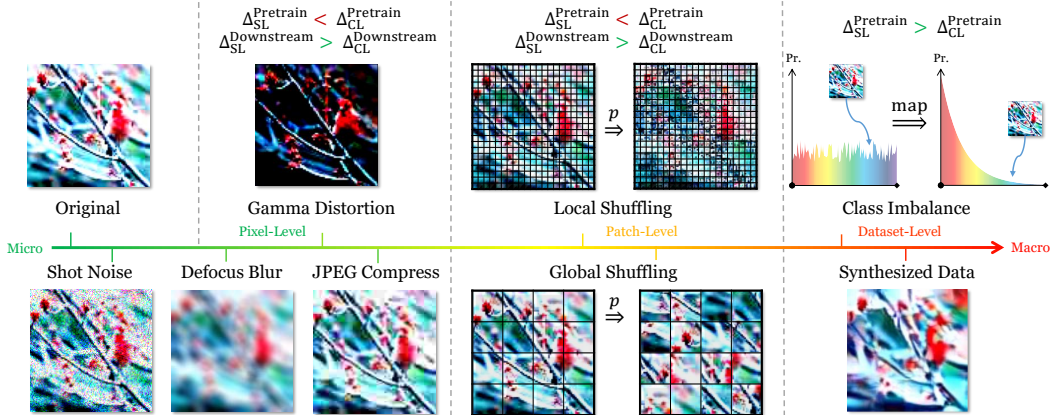 Δ_SL^Pretrain < Δ_CL^Pretrain
Δ_SL^Downstream > Δ_CL^Downstream
Δ_SL^Pretrain < Δ_CL^Pretrain
Δ_SL^Downstream > Δ_CL^Downstream
Δ_SL^Pretrain > Δ_CL^Pretrain
Pr.
Pr.
p
⇒
map
⇒
Original
Gamma Distortion
Local Shuffling
Class Imbalance
Micro
Pixel-Level
Patch-Level
Dataset-Level
Macro
Shot Noise
Defocus Blur
JPEG Compress
Global Shuffling
Synthesized Data
p
⇒